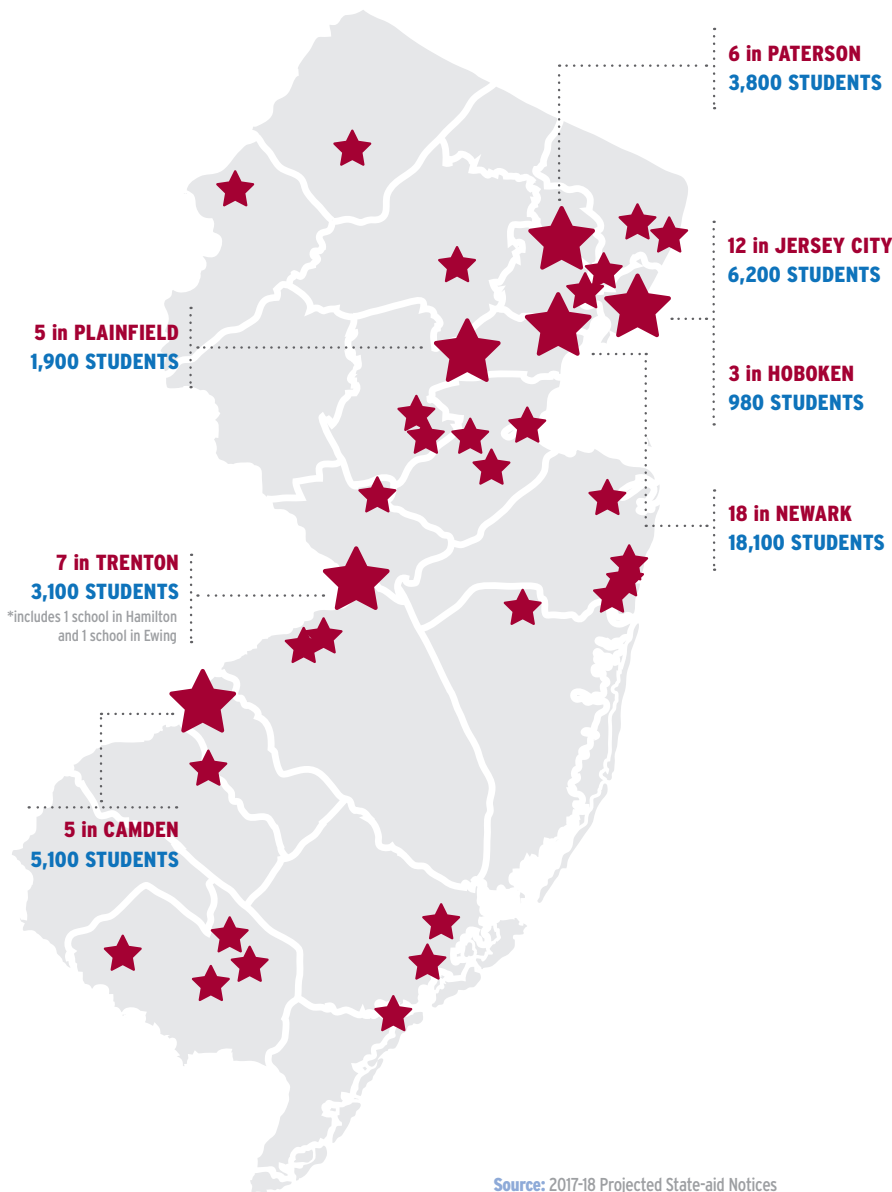 6 in PATERSON
3,800 STUDENTS
12 in JERSEY CITY
6,200 STUDENTS
5 in PLAINFIELD
1,900 STUDENTS
3 in HOBOKEN
980 STUDENTS
18 in NEWARK
18,100 STUDENTS
7 in TRENTON
3,100 STUDENTS
*includes 1 school in Hamilton
and 1 school in Ewing
5 in CAMDEN
5,100 STUDENTS
Source: 2017-18 Projected State-aid Notices